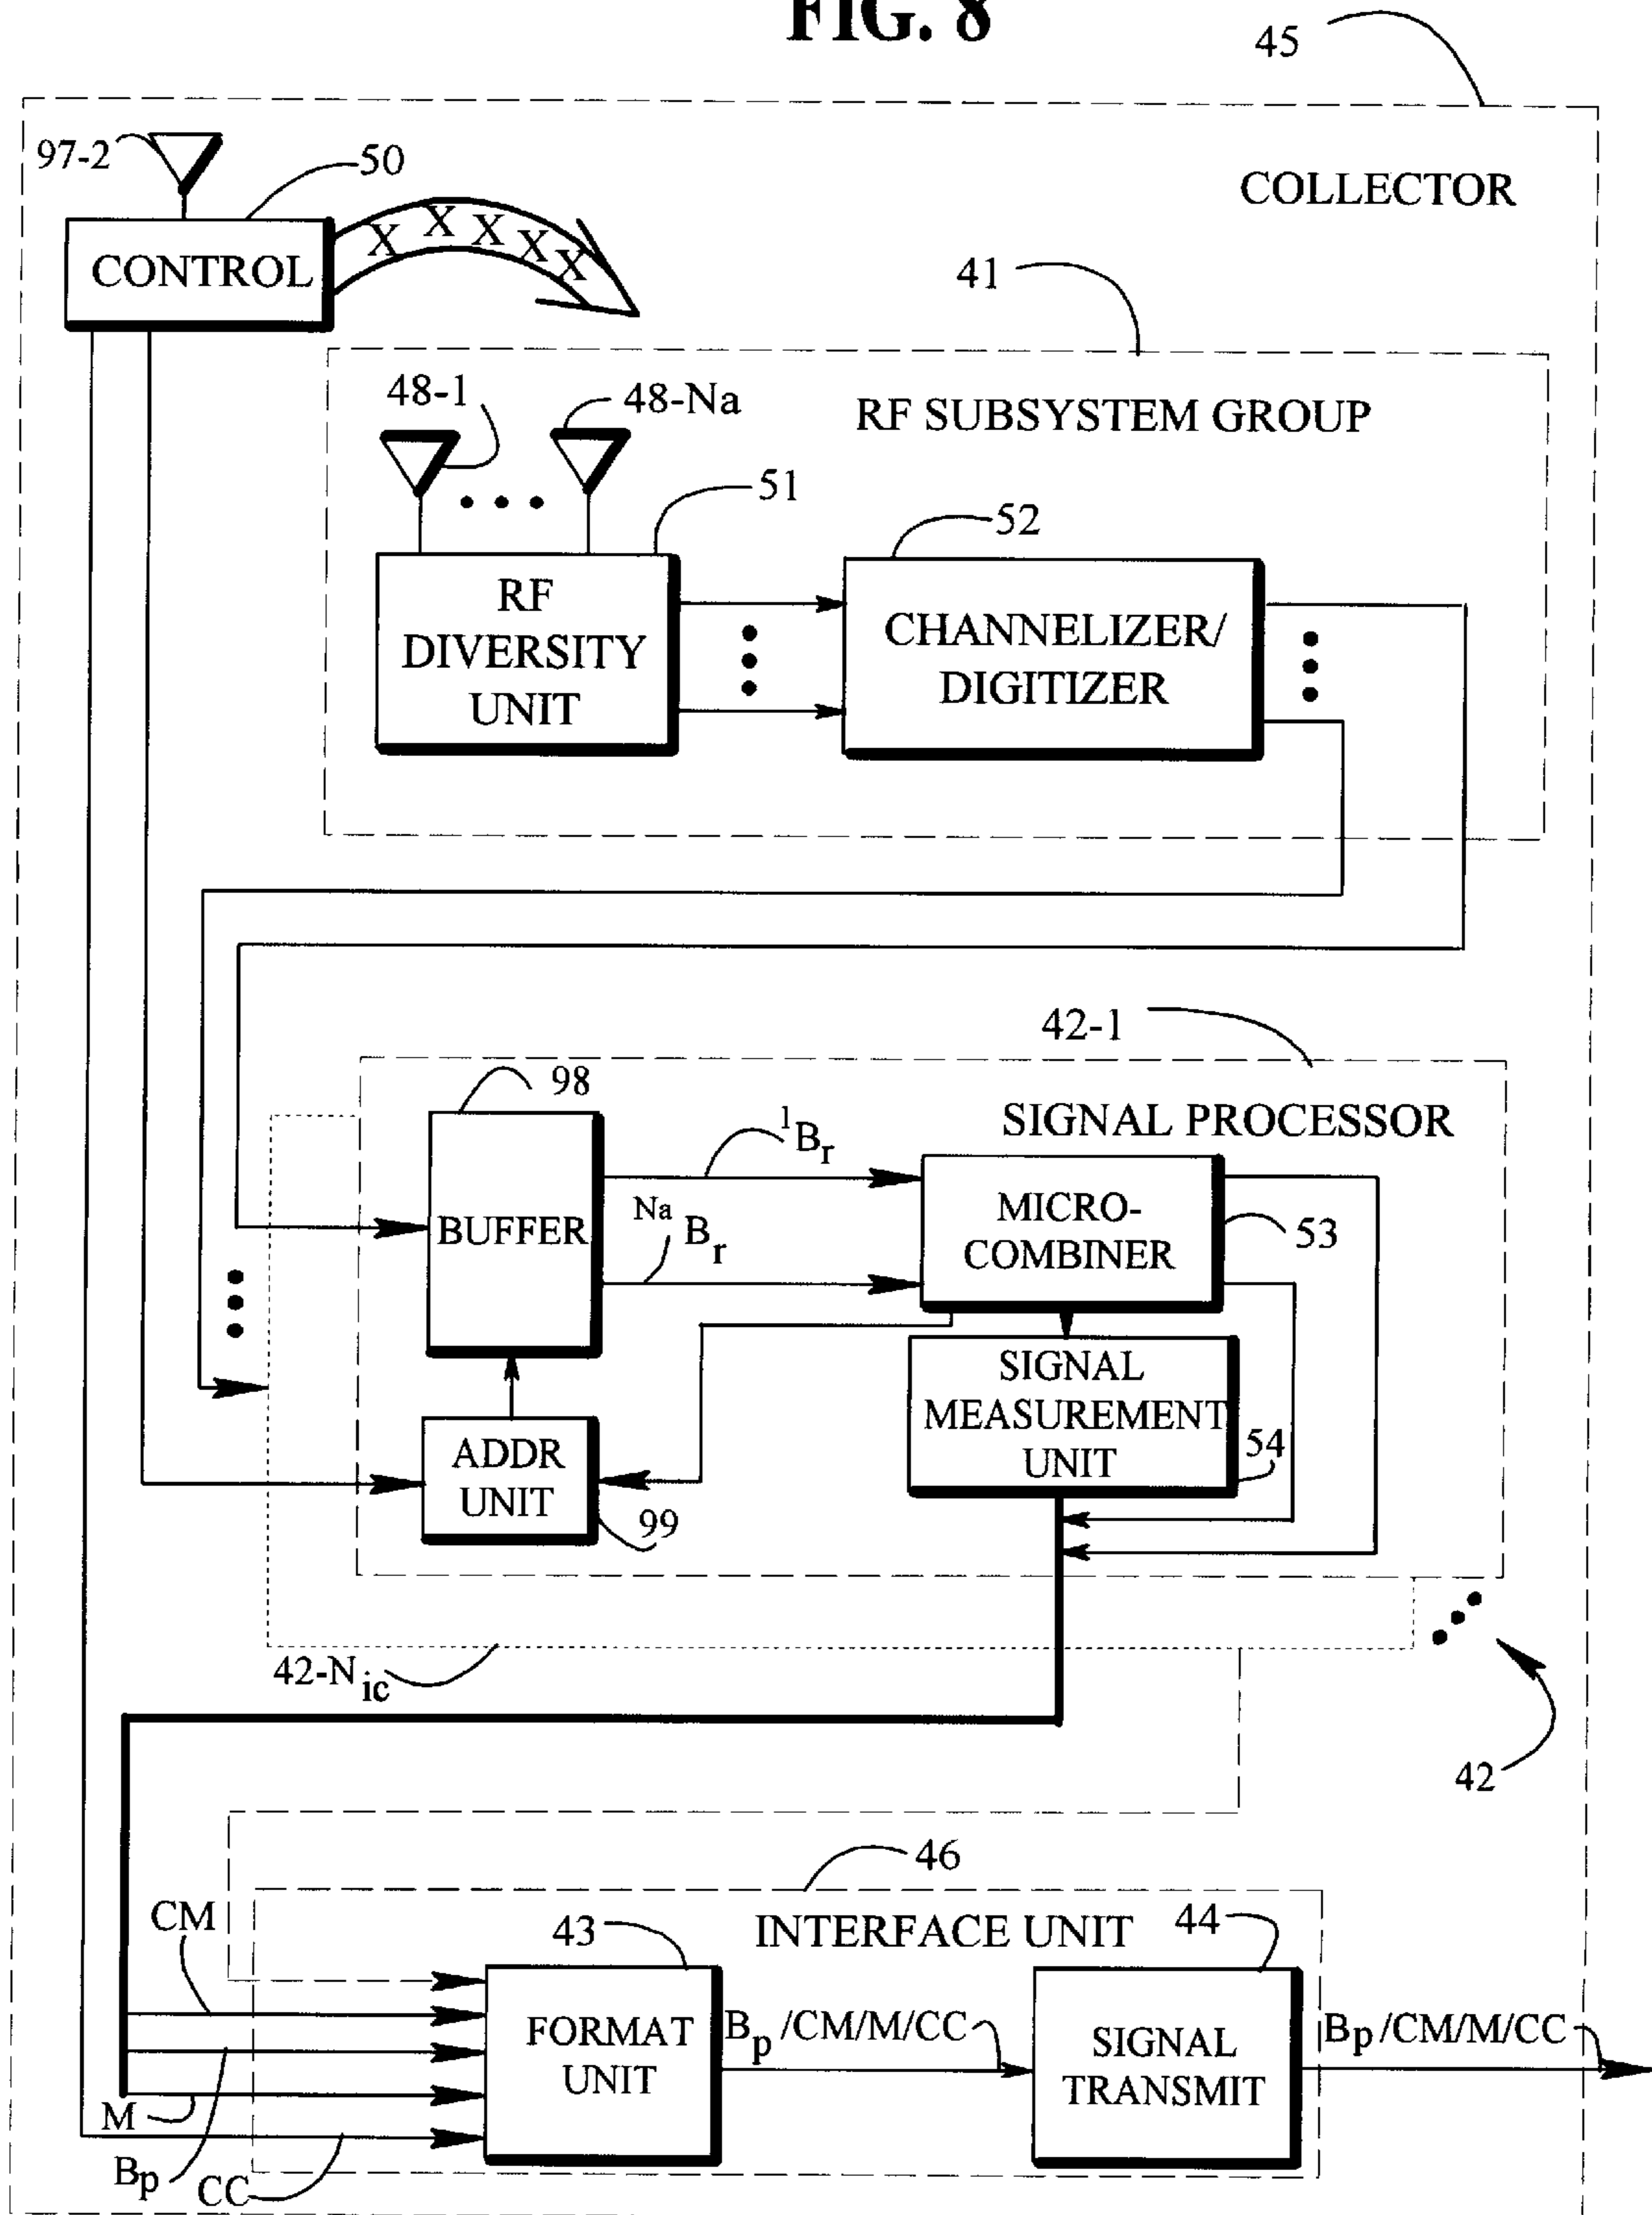 FIG. 8
45
97-2
50
COLLECTOR
CONTROL
X X X X X
41
48-1
48-Na
RF SUBSYSTEM GROUP
51
52
RF
DIVERSITY
UNIT
CHANNELIZER/
DIGITIZER
42-1
98
SIGNAL PROCESSOR
1Br
NaBr
BUFFER
MICRO-
COMBINER
53
SIGNAL
MEASUREMENT
UNIT
54
ADDR
UNIT
99
42-Nic
42
46
CM
43
INTERFACE UNIT
44
FORMAT
UNIT
Bp/CM/M/CC
SIGNAL
TRANSMIT
Bp/CM/M/CC
M
Bp
CC